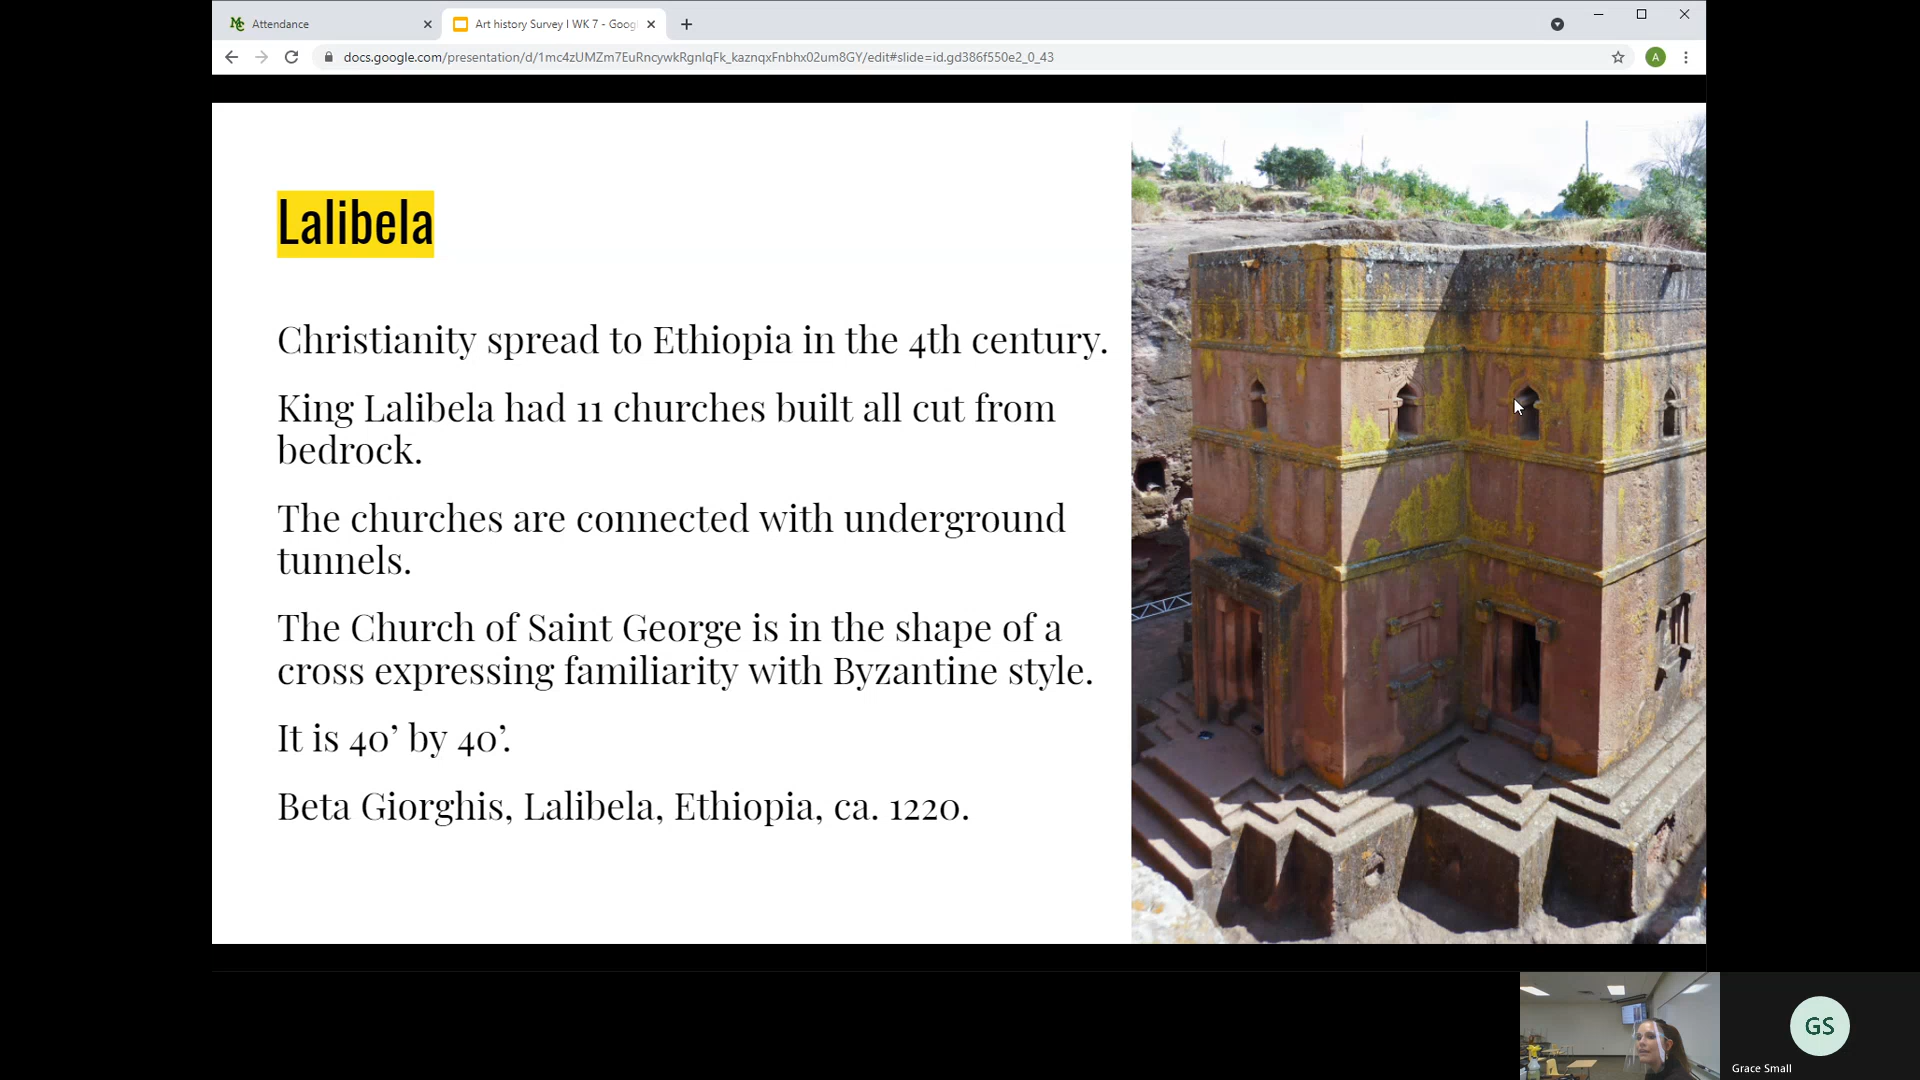 Attendance
Art history Survey I WK 7 - Goog
docs.google.com/presentation/d/1mc4zUMZm7EuRncywkRgnIqFk_kaznqxFnbhx02um8GY/edit#slide=id.gd386f550e2_0_43
A
Lalibela
Christianity spread to Ethiopia in the 4th century.
King Lalibela had 11 churches built all cut from
bedrock.
The churches are connected with underground
tunnels.
The Church of Saint George is in the shape of a
cross expressing familiarity with Byzantine style.
It is 40’ by 40’.
Beta Giorghis, Lalibela, Ethiopia, ca. 1220.
GS
Grace Small